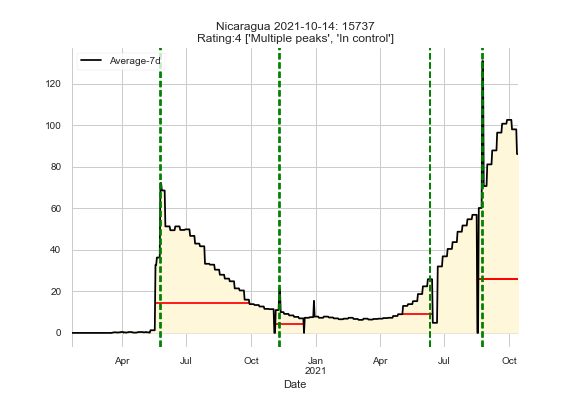 Nicaragua 2021-10-14: 15737
Rating:4 ['Multiple peaks', 'In control']
Average-7d
120
100
80
60
40
20
0
Apr Jul Oct Jan Apr Jul Oct
2021
Date